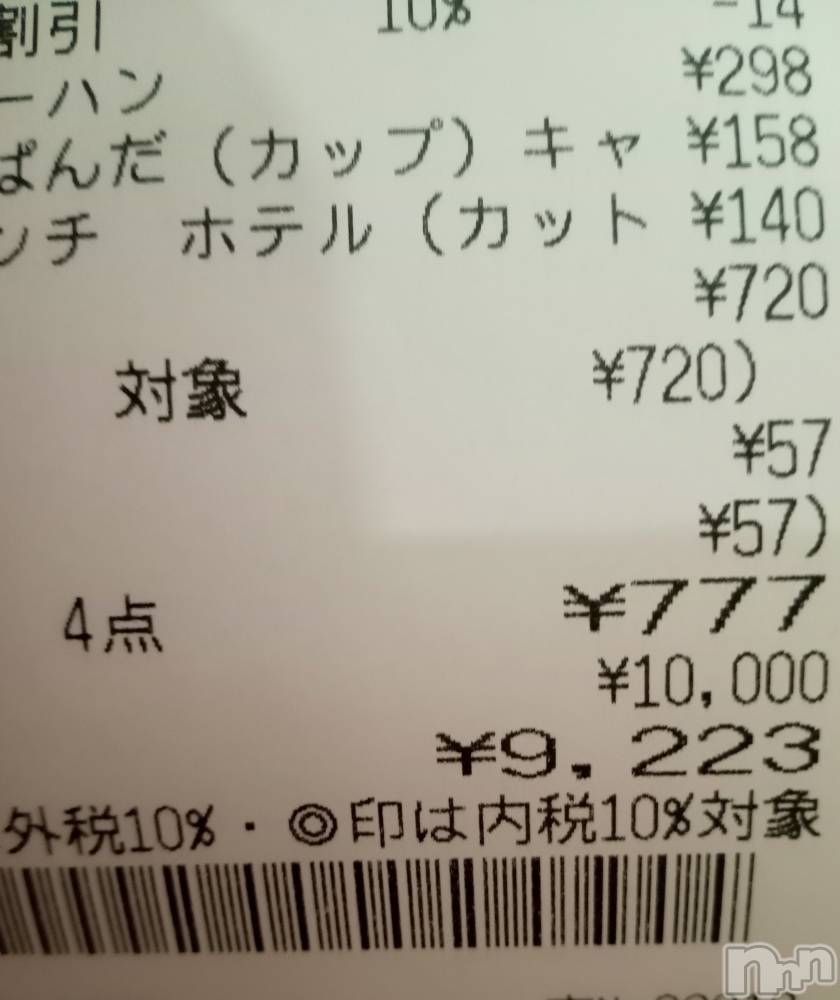 割引 10% -14
ーハン ¥298
ぱんだ（カップ）キャ ¥158
ンチ ホテル（カット ¥140
¥720
対象 ¥720)
¥57
¥57)
4点 ¥777
¥10,000
¥9,223
外税10%・◎印は内税10%対象
nnn